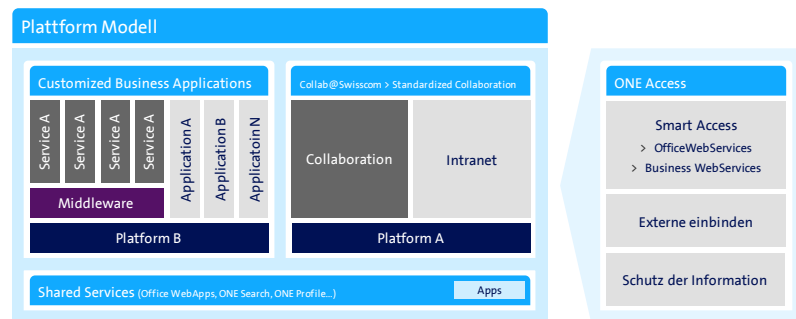 Plattform Modell
Customized Business Applications
Service A
Service A
Service A
Service A
Application A
Application B
Applicatoin N
Middleware
Platform B
Collab@Swisscom > Standardized Collaboration
Collaboration
Intranet
Platform A
Shared Services (Office WebApps, ONE Search, ONE Profile...)
Apps
ONE Access
Smart Access
> OfficeWebServices
> Business WebServices
Externe einbinden
Schutz der Information